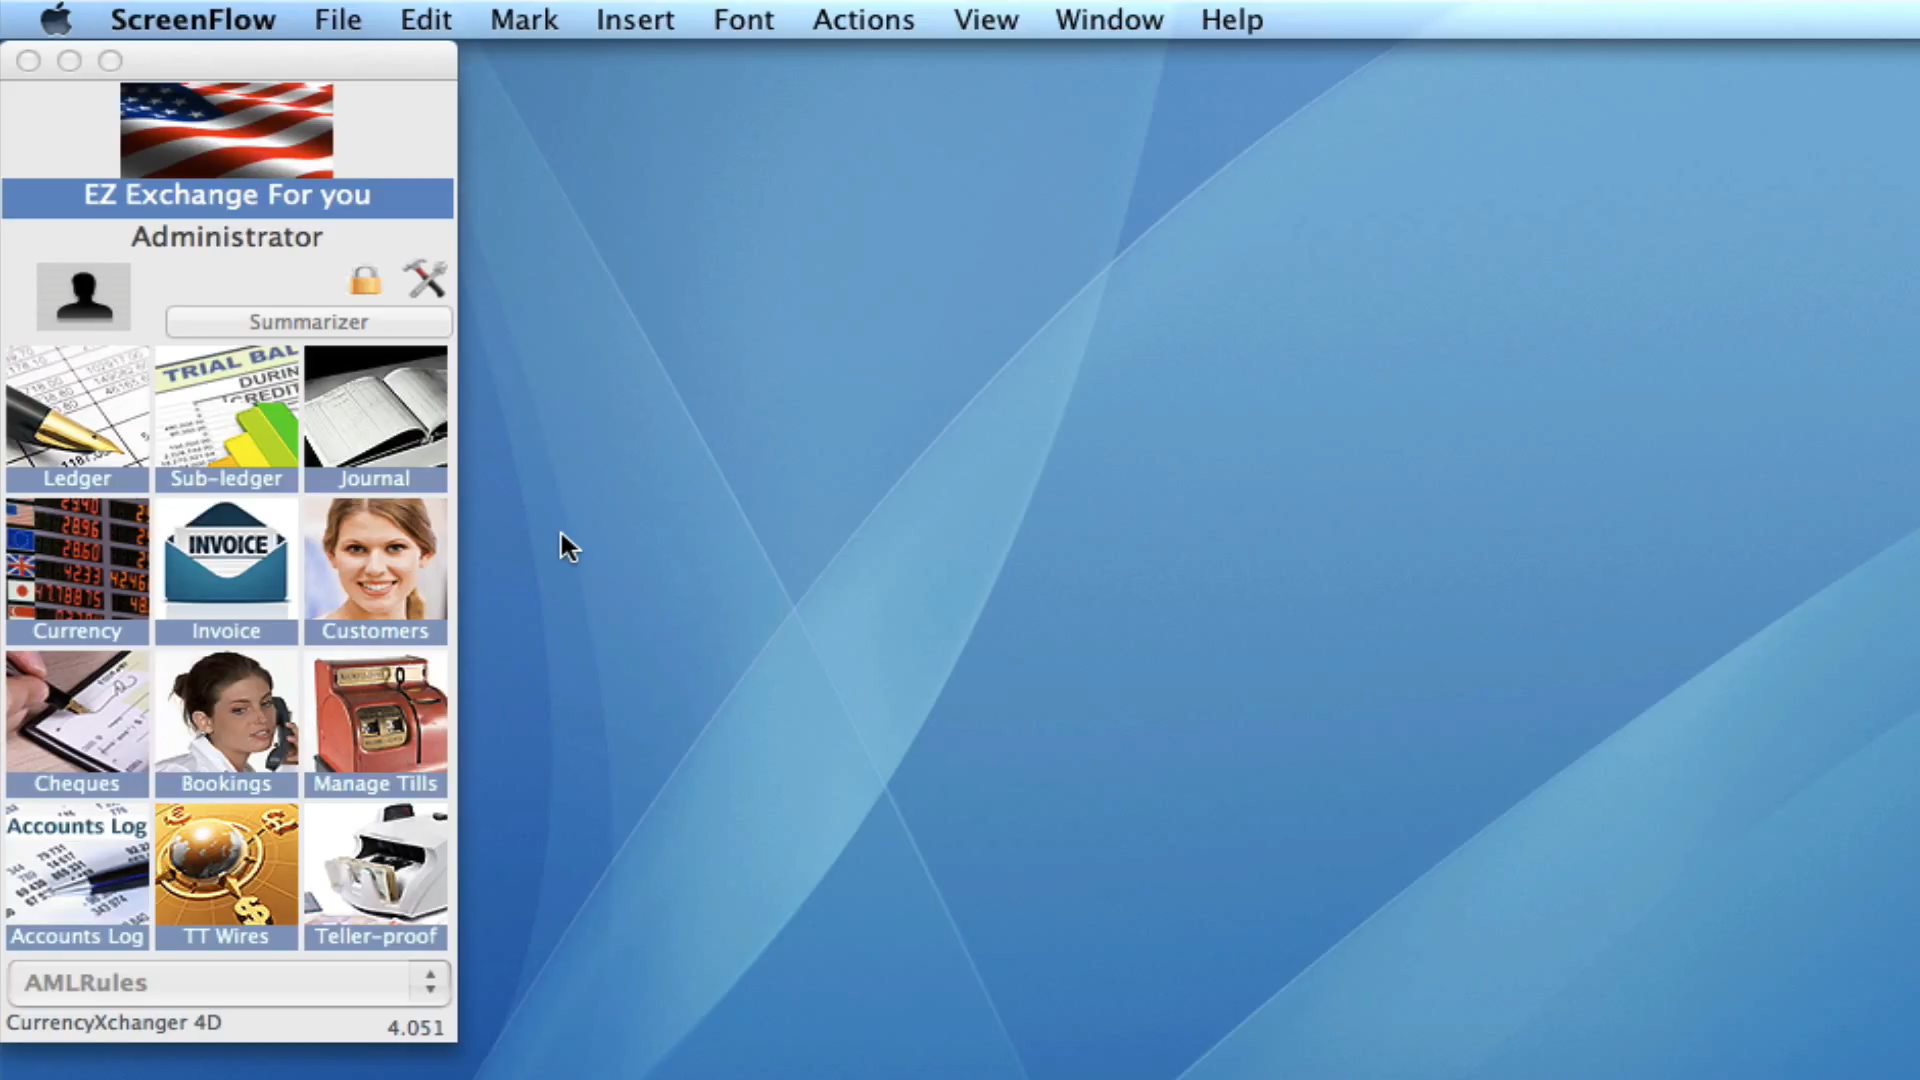 ScreenFlow File Edit Mark Insert Font Actions View Window Help
EZ Exchange For you
Administrator
Summarizer
TRIAL BAL
DURIN
CREDIT
Ledger Sub-ledger Journal
INVOICE
Currency Invoice Customers
Cheques Bookings Manage Tills
Accounts Log
Accounts Log TT Wires Teller-proof
AMLRules
CurrencyXchanger 4D 4.051